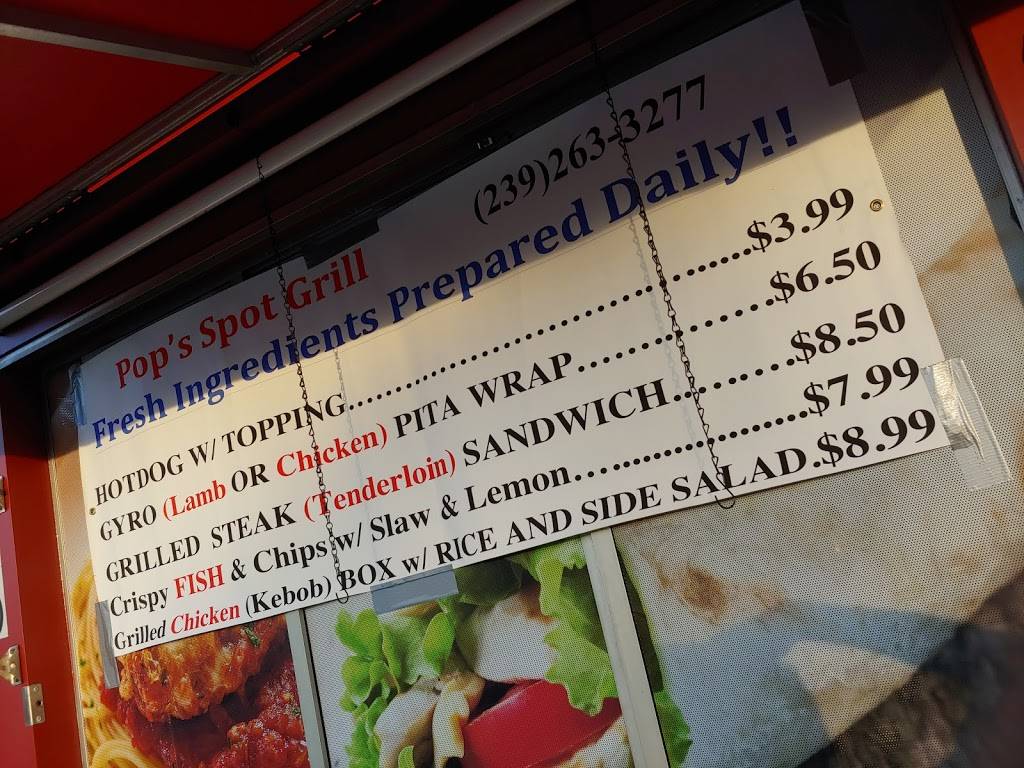 (239)263-3277
Pop's Spot Grill
Fresh Ingredients Prepared Daily!!
HOTDOG W/ TOPPING..............................$3.99
GYRO (Lamb OR Chicken) PITA WRAP..............$6.50
GRILLED STEAK (Tenderloin) SANDWICH.........$8.50
Crispy FISH & Chips w/ Slaw & Lemon.................$7.99
Grilled Chicken (Kebob) BOX w/ RICE AND SIDE SALAD.$8.99